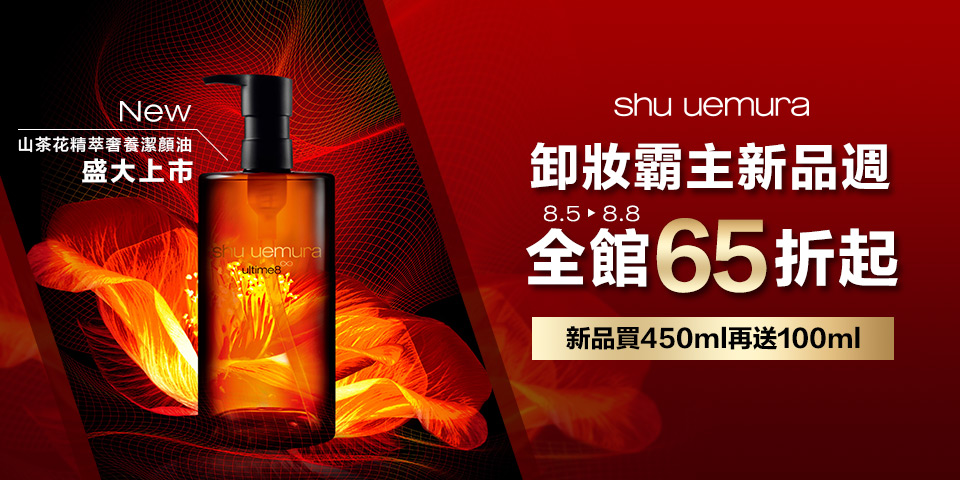 New
山茶花精萃奢養潔顏油
盛大上市
shu uemura
ultime8
∞
shu uemura
卸妝霸主新品週
8.5 ▸ 8.8
全館65折起
新品買450ml再送100ml